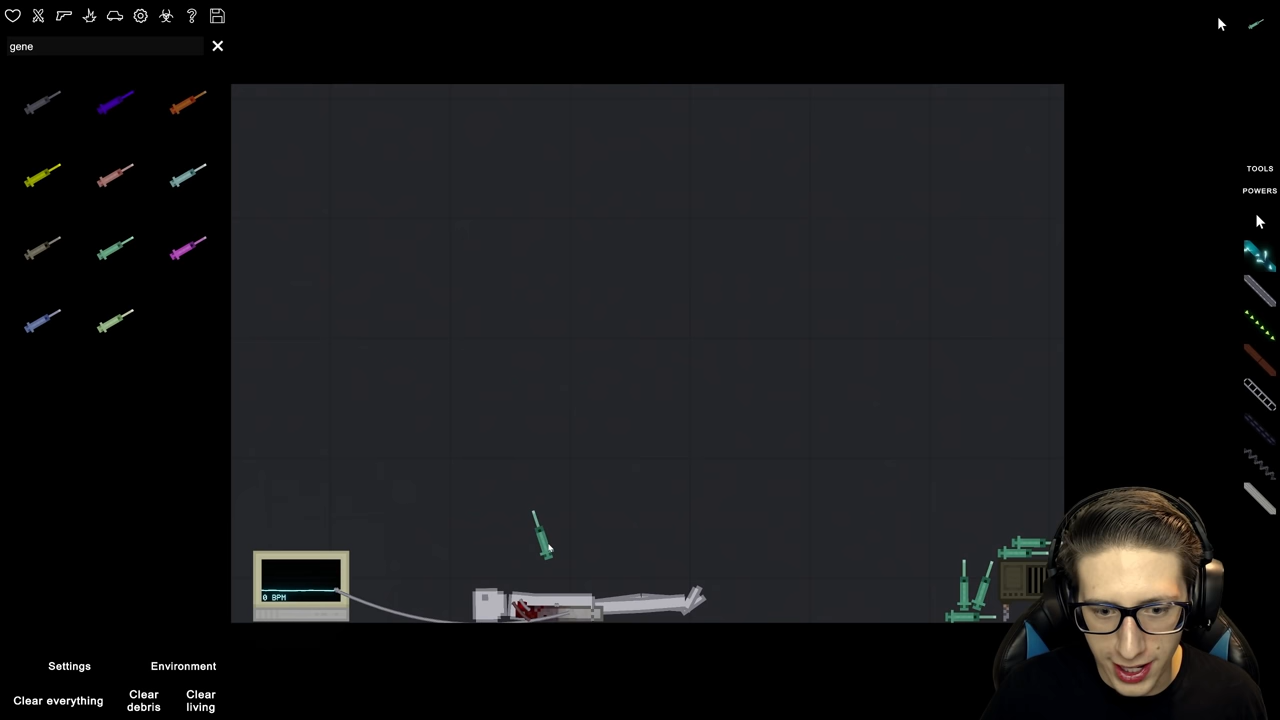 gene
TOOLS
POWERS
0 BPM
Settings
Environment
Clear everything
Clear
debris
Clear
living